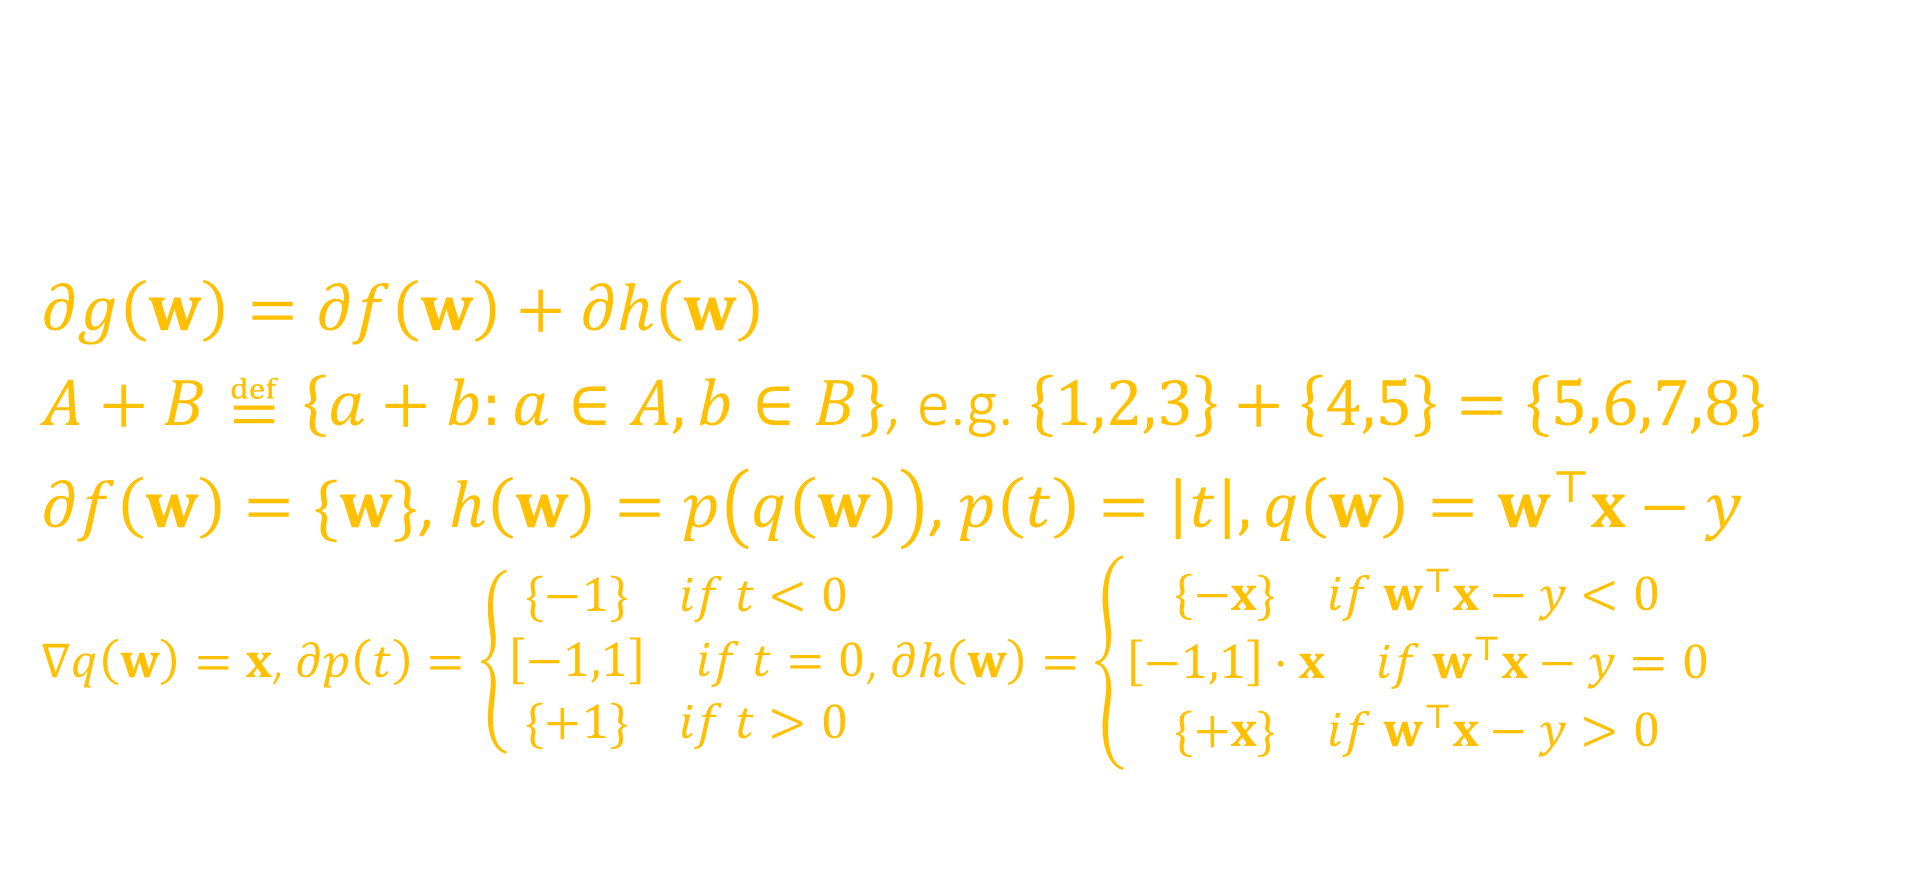 ∂g(𝐰) = ∂f(𝐰) + ∂h(𝐰)
A + B ≝ {a + b: a ∈ A, b ∈ B}, e.g. {1,2,3} + {4,5} = {5,6,7,8}
∂f(𝐰) = {𝐰}, h(𝐰) = p(q(𝐰)), p(t) = |t|, q(𝐰) = 𝐰⊤𝐱 − y
∇q(𝐰) = 𝐱, ∂p(t) = { {−1} if t < 0 [−1,1] if t = 0 {+1} if t > 0, ∂h(𝐰) = { {−𝐱} if 𝐰⊤𝐱 − y < 0 [−1,1] · 𝐱 if 𝐰⊤𝐱 − y = 0 {+𝐱} if 𝐰⊤𝐱 − y > 0